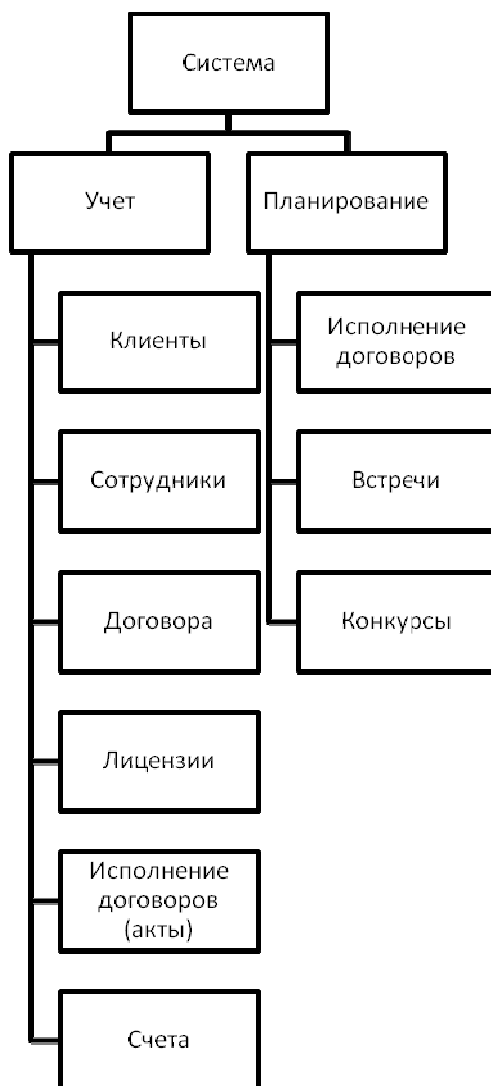 Система
Учет
Планирование
Клиенты
Исполнение
договоров
Сотрудники
Встречи
Договора
Конкурсы
Лицензии
Исполнение
договоров
(акты)
Счета